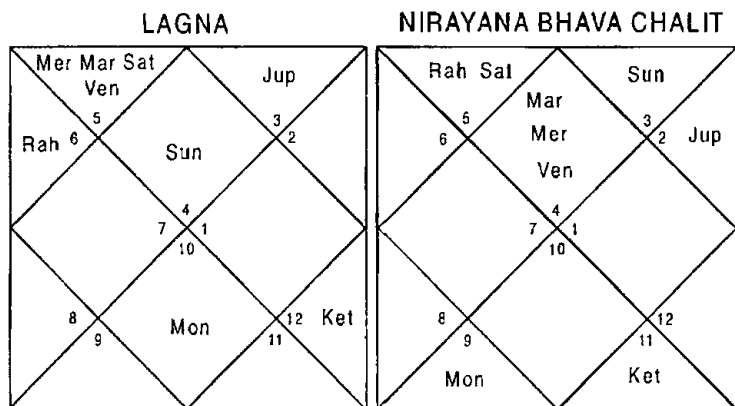 LAGNA
Mer Mar Sat
Ven
Jup
5
3
6
2
Rah
Sun
4
7
1
10
8
12
Ket
Mon
9
11
NIRAYANA BHAVA CHALIT
Rah Sat
Sun
Mar
5
3
6
Mer
2
Jup
Ven
4
7
1
10
8
12
9
11
Mon
Ket